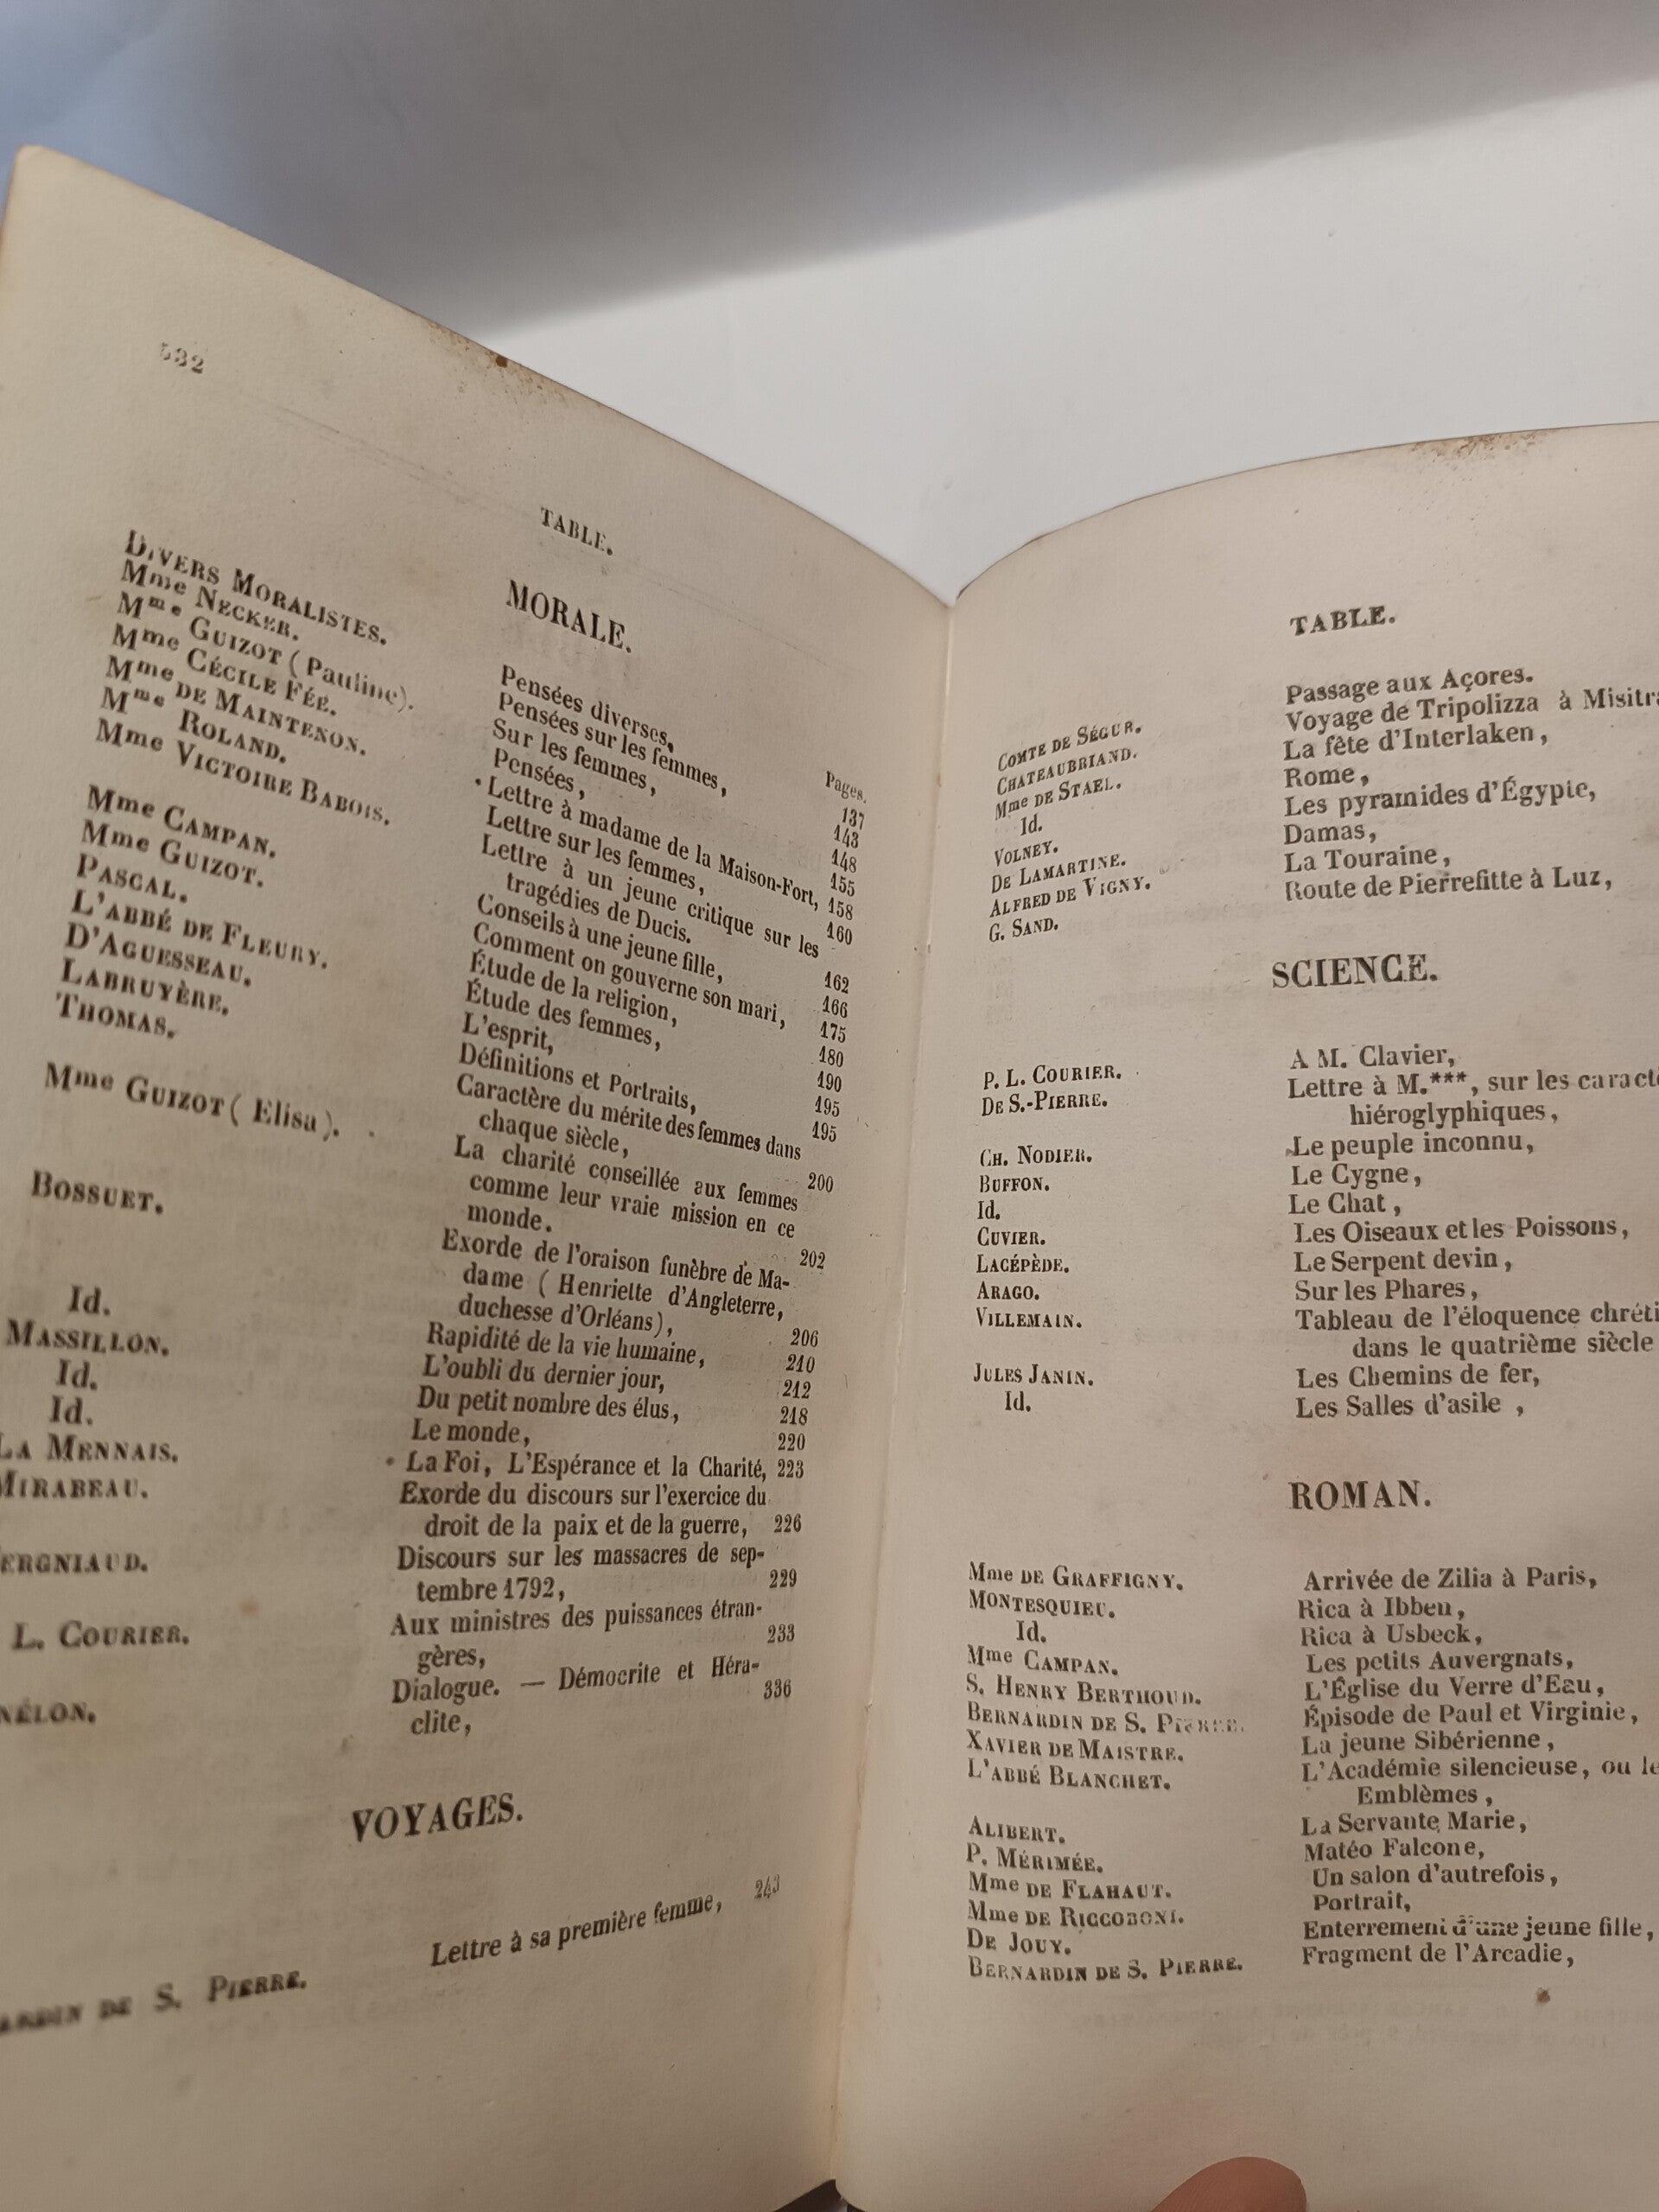 532
TABLE.
MORALE.
Pages.
DIVERS MORALISTES. Pensées diverses, 137
Mme NECKER. Pensées sur les femmes, 143
Mme GUIZOT (Pauline). Sur les femmes, 148
Mme CÉCILE FÉE. Pensées, 155
Mme DE MAINTENON. Lettre à madame de la Maison-Fort, 158
Mme ROLAND. Lettre sur les femmes, 160
Mme VICTOIRE BABOIS. Lettre à un jeune critique sur les
tragédies de Ducis. 162
Mme CAMPAN. Conseils à une jeune fille, 166
Mme GUIZOT. Comment on gouverne son mari, 175
PASCAL. Étude de la religion, 180
L'ABBÉ DE FLEURY. Étude des femmes, 190
D'AGUESSEAU. L'esprit, 195
LABRUYÈRE. Définitions et Portraits, 195
THOMAS. Caractère du mérite des femmes dans
chaque siècle, 200
Mme GUIZOT (Elisa). La charité conseillée aux femmes
comme leur vraie mission en ce
monde. 202
BOSSUET. Exorde de l'oraison funèbre de Ma-
dame (Henriette d'Angleterre,
duchesse d'Orléans), 206
Id. Rapidité de la vie humaine, 210
MASSILLON. L'oubli du dernier jour, 212
Id. Du petit nombre des élus, 218
Id. Le monde, 220
LA MENNAIS. La Foi, L'Espérance et la Charité, 223
MIRABEAU. Exorde du discours sur l'exercice du
droit de la paix et de la guerre, 226
ERGNIAUD. Discours sur les massacres de sep-
tembre 1792, 229
L. COURIER. Aux ministres des puissances étran-
gères, 233
NÉLON. Dialogue. — Démocrite et Héra-
clite, 336
VOYAGES.
ARDIN DE S. PIERRE. Lettre à sa première femme, 243
TABLE.
COMTE DE SÉGUR. Passage aux Açores.
CHATEAUBRIAND. Voyage de Tripolizza à Misitra
Mme DE STAEL. La fête d'Interlaken,
Id. Rome,
VOLNEY. Les pyramides d'Égypte,
DE LAMARTINE. Damas,
ALFRED DE VIGNY. La Touraine,
G. SAND. Route de Pierrefitte à Luz,
SCIENCE.
P. L. COURIER. A M. Clavier,
DE S.-PIERRE. Lettre à M.***, sur les caractè
hiéroglyphiques,
CH. NODIER. Le peuple inconnu,
BUFFON. Le Cygne,
Id. Le Chat,
CUVIER. Les Oiseaux et les Poissons,
LACÉPÈDE. Le Serpent devin,
ARAGO. Sur les Phares,
VILLEMAIN. Tableau de l'éloquence chréti
dans le quatrième siècle
JULES JANIN. Les Chemins de fer,
Id. Les Salles d'asile,
ROMAN.
Mme DE GRAFFIGNY. Arrivée de Zilia à Paris,
MONTESQUIEU. Rica à Ibben,
Id. Rica à Usbeck,
Mme CAMPAN. Les petits Auvergnats,
S. HENRY BERTHOUD. L'Église du Verre d'Eau,
BERNARDIN DE S. PIERRE. Épisode de Paul et Virginie,
XAVIER DE MAISTRE. La jeune Sibérienne,
L'ABBÉ BLANCHET. L'Académie silencieuse, ou le
Emblèmes,
ALIBERT. La Servante Marie,
P. MÉRIMÉE. Matéo Falcone,
Mme DE FLAHAUT. Un salon d'autrefois,
Mme DE RICCOBONI. Portrait,
DE JOUY. Enterrement d'une jeune fille,
BERNARDIN DE S. PIERRE. Fragment de l'Arcadie,